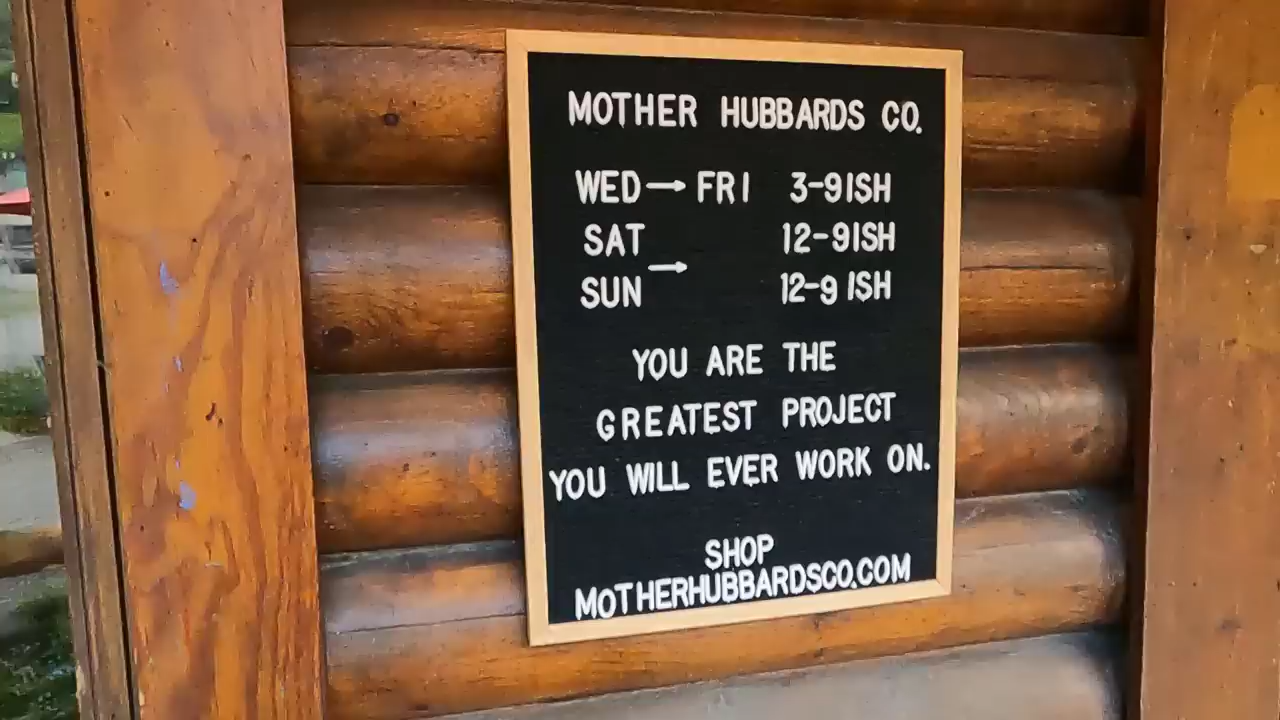 MOTHER HUBBARDS CO.
WED → FRI 3-9ISH
SAT 12-9ISH
→
SUN 12-9 ISH
YOU ARE THE
GREATEST PROJECT
YOU WILL EVER WORK ON.
SHOP
MOTHERHUBBARDSCO.COM